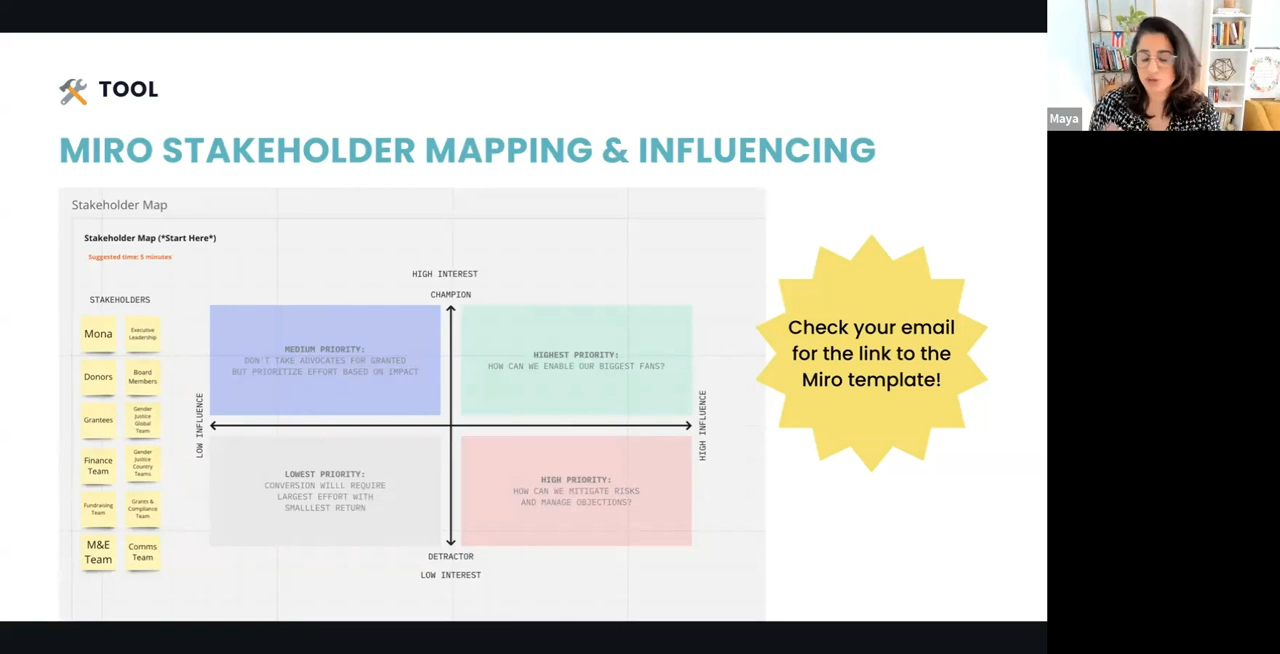 TOOL
MIRO STAKEHOLDER MAPPING & INFLUENCING
Stakeholder Map
Stakeholder Map (*Start Here*)
Suggested time: 5 minutes
STAKEHOLDERS
Mona
Executive
Leadership
Donors
Board
Members
Grantees
Gender
Justice
Global
Team
Finance
Team
Gender
Justice
Country
Teams
Fundraising
Team
Grants &
Compliance
Team
M&E
Team
Comms
Team
HIGH INTEREST
CHAMPION
MEDIUM PRIORITY:
DON'T TAKE ADVOCATES FOR GRANTED
BUT PRIORITIZE EFFORT BASED ON IMPACT
HIGHEST PRIORITY:
HOW CAN WE ENABLE OUR BIGGEST FANS?
LOW INFLUENCE
HIGH INFLUENCE
LOWEST PRIORITY:
CONVERSION WILLL REQUIRE
LARGEST EFFORT WITH
SMALLLEST RETURN
HIGH PRIORITY:
HOW CAN WE MITIGATE RISKS
AND MANAGE OBJECTIONS?
DETRACTOR
LOW INTEREST
Check your email
for the link to the
Miro template!
Maya